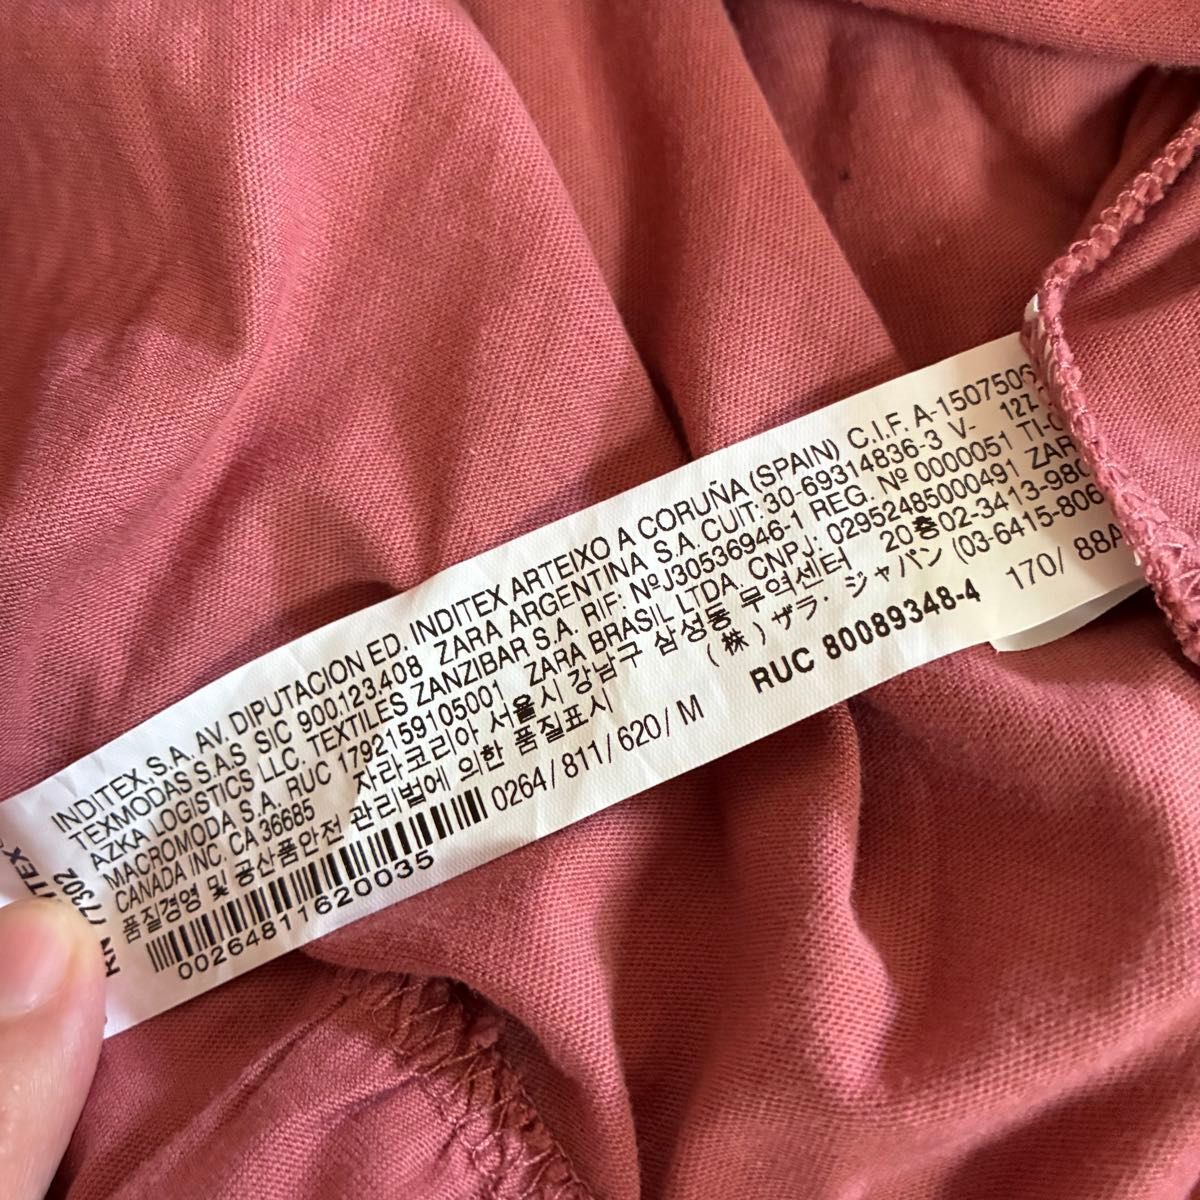 INDITEX, S.A. AV. DIPUTACION ED. INDITEX ARTEIXO A CORUÑA (SPAIN) C.I.F. A-150750
TEXMODAS S.A.S SIC 900.123.408 ZARA ARGENTINA S.A. CUIT: 30-69314836-3 V- 127
AZKA LOGISTICS LLC. TEXTILES ZANZIBAR S.A. RIF: NºJ30536946-1 REG. Nº 0000051 TI-
MACROMODA S.A. RUC 1792159105001 ZARA BRASIL LTDA. CNPJ: 02952485000491 ZAR
CANADA INC. CA 36685 자라코리아 서울시 강남구 삼성동 무역센터 20층 02-3413-980
품질경영 및 공산품안전 관리법에 의한 품질표시 (株)ザラ・ジャパン (03-6415-806
0264/811/620/M RUC 80089348-4 170/ 88A
00264811620035
KN 77302